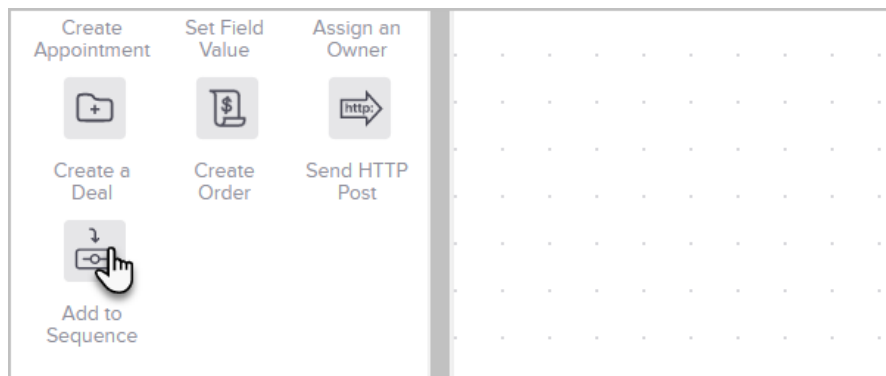 Create
Appointment
Set Field
Value
Assign an
Owner
$
http:
Create a
Deal
Create
Order
Send HTTP
Post
Add to
Sequence